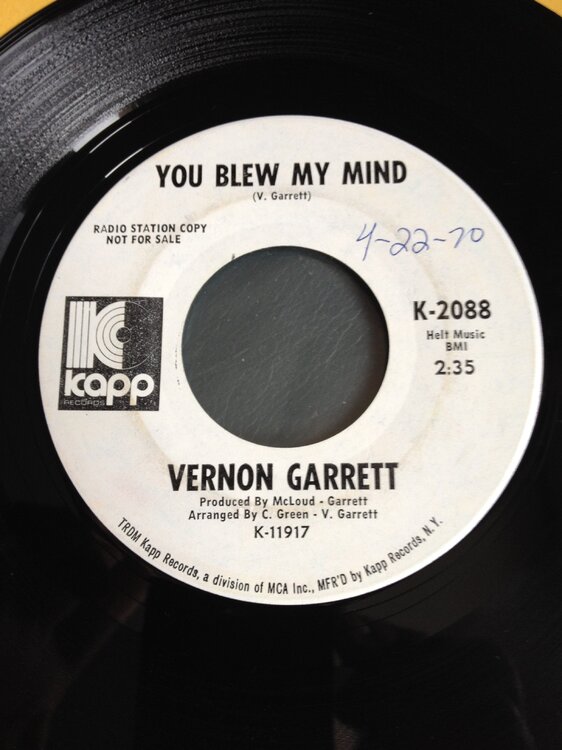 YOU BLEW MY MIND
(V. Garrett)
RADIO STATION COPY
NOT FOR SALE
4-22-70
K-2088
Helt Music
BMI
2:35
K
kapp
RECORDS
VERNON GARRETT
Produced By McLoud - Garrett
Arranged By C. Green - V. Garrett
K-11917
TRDM Kapp Records, a division of MCA Inc., MFR'D by Kapp Records, N.Y.